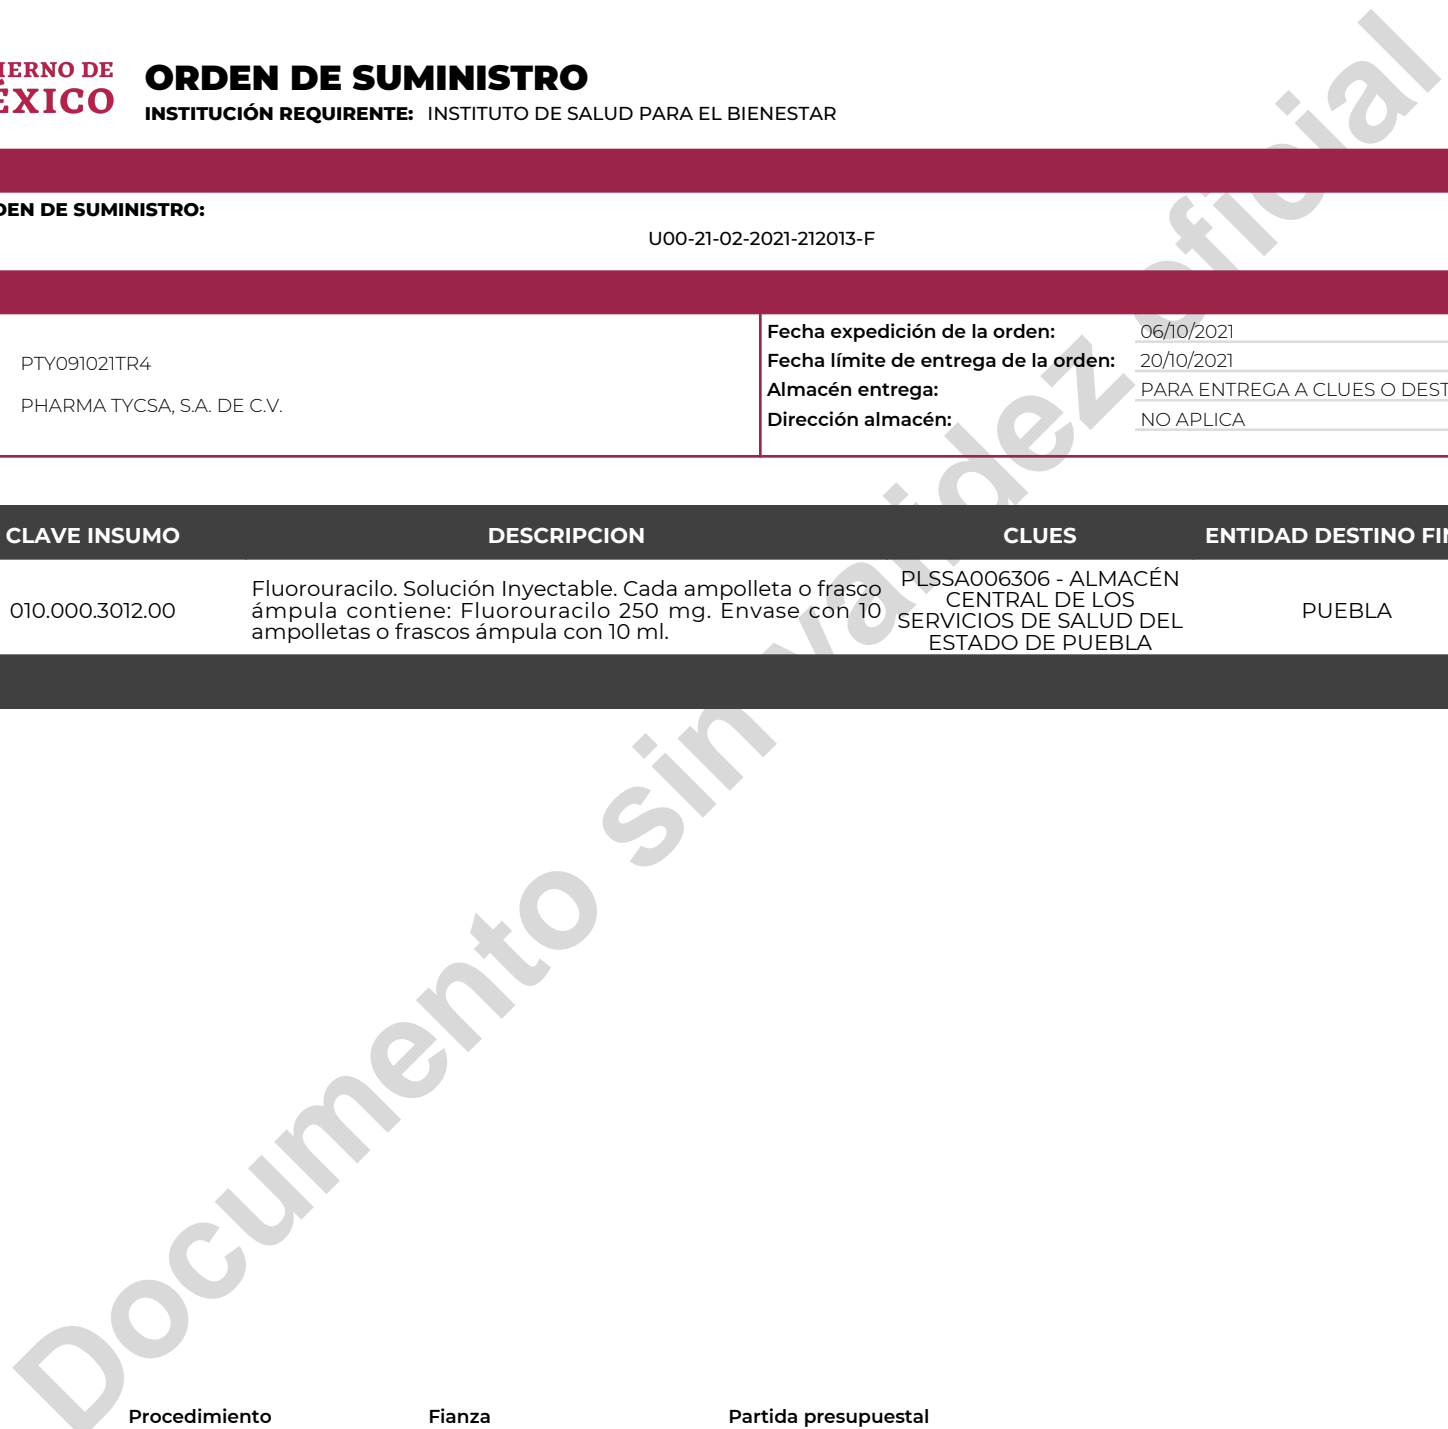 IERNO DE
ÉXICO
ORDEN DE SUMINISTRO
INSTITUCIÓN REQUIRENTE: INSTITUTO DE SALUD PARA EL BIENESTAR
DEN DE SUMINISTRO:
U00-21-02-2021-212013-F
PTY091021TR4
PHARMA TYCSA, S.A. DE C.V.
Fecha expedición de la orden: 06/10/2021
Fecha límite de entrega de la orden: 20/10/2021
Almacén entrega: PARA ENTREGA A CLUES O DEST
Dirección almacén: NO APLICA
CLAVE INSUMO DESCRIPCION CLUES ENTIDAD DESTINO FIN
010.000.3012.00
Fluorouracilo. Solución Inyectable. Cada ampolleta o frasco
ámpula contiene: Fluorouracilo 250 mg. Envase con 10
ampolletas o frascos ámpula con 10 ml.
PLSSA006306 - ALMACÉN
CENTRAL DE LOS
SERVICIOS DE SALUD DEL
ESTADO DE PUEBLA
PUEBLA
Documento sin validez oficial
Procedimiento Fianza Partida presupuestal